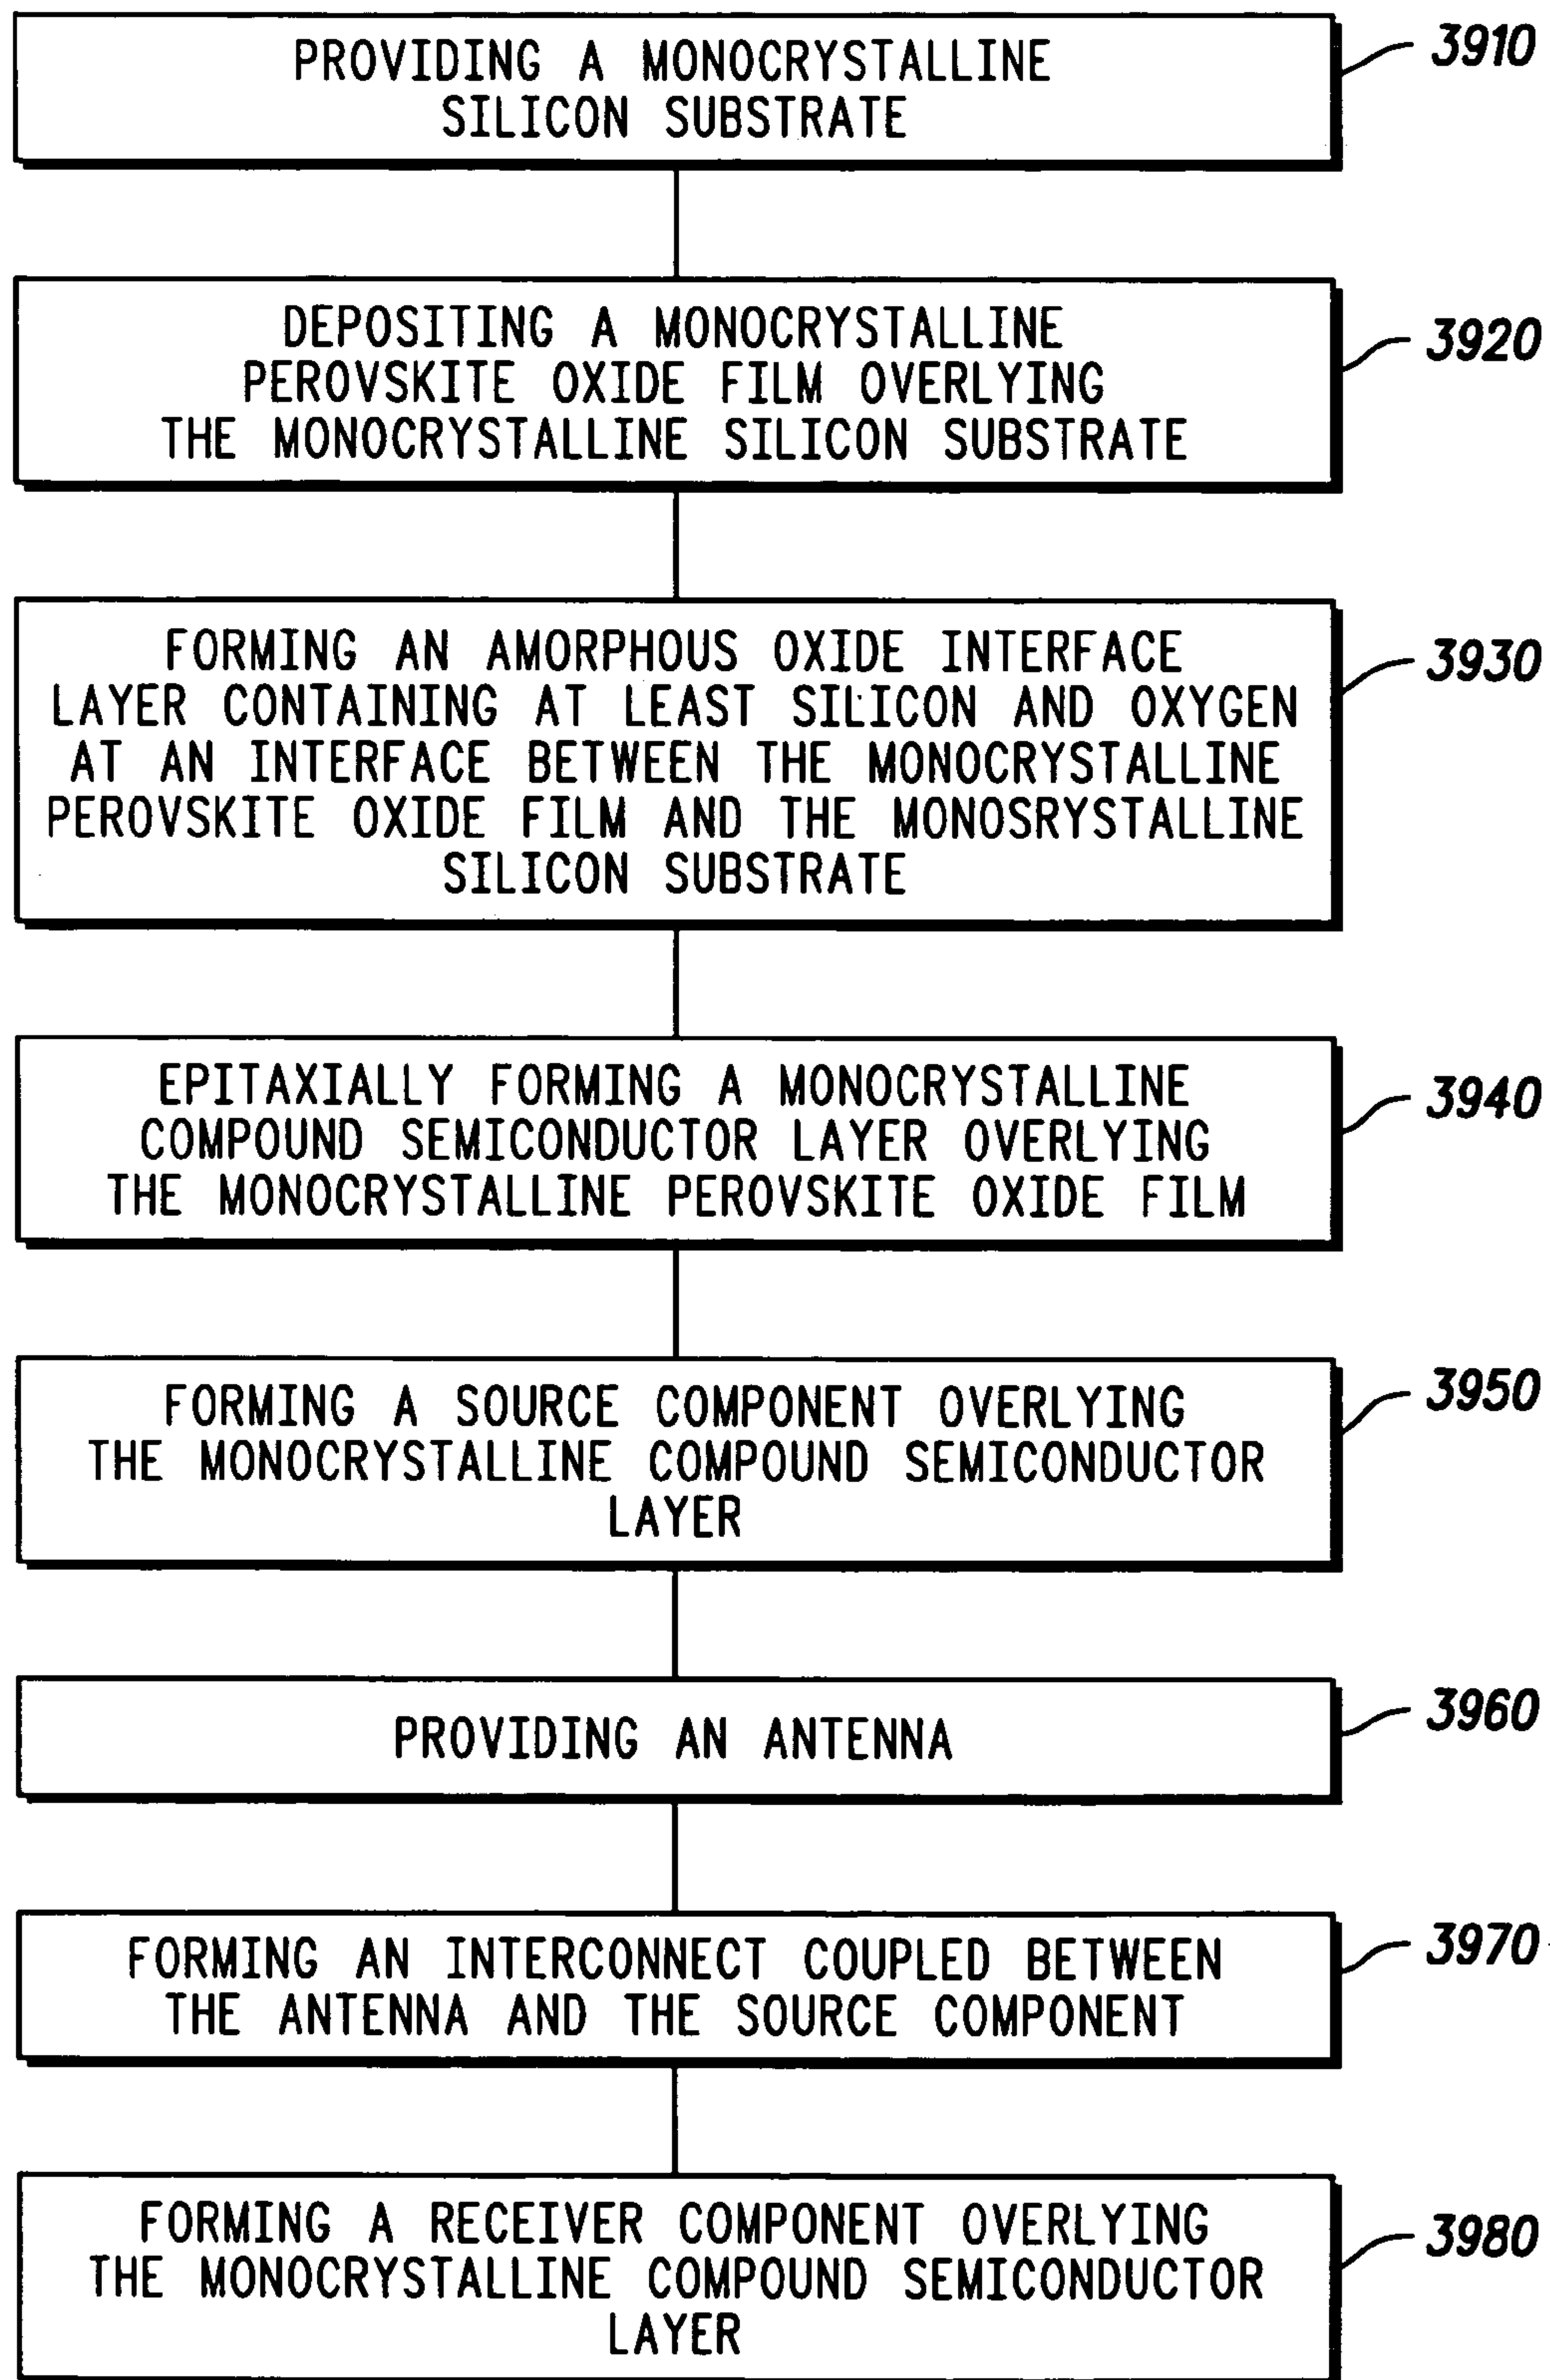 PROVIDING A MONOCRYSTALLINE
SILICON SUBSTRATE
3910
DEPOSITING A MONOCRYSTALLINE
PEROVSKITE OXIDE FILM OVERLYING
THE MONOCRYSTALLINE SILICON SUBSTRATE
3920
FORMING AN AMORPHOUS OXIDE INTERFACE
LAYER CONTAINING AT LEAST SILICON AND OXYGEN
AT AN INTERFACE BETWEEN THE MONOCRYSTALLINE
PEROVSKITE OXIDE FILM AND THE MONOSRYSTALLINE
SILICON SUBSTRATE
3930
EPITAXIALLY FORMING A MONOCRYSTALLINE
COMPOUND SEMICONDUCTOR LAYER OVERLYING
THE MONOCRYSTALLINE PEROVSKITE OXIDE FILM
3940
FORMING A SOURCE COMPONENT OVERLYING
THE MONOCRYSTALLINE COMPOUND SEMICONDUCTOR
LAYER
3950
PROVIDING AN ANTENNA
3960
FORMING AN INTERCONNECT COUPLED BETWEEN
THE ANTENNA AND THE SOURCE COMPONENT
3970
FORMING A RECEIVER COMPONENT OVERLYING
THE MONOCRYSTALLINE COMPOUND SEMICONDUCTOR
LAYER
3980